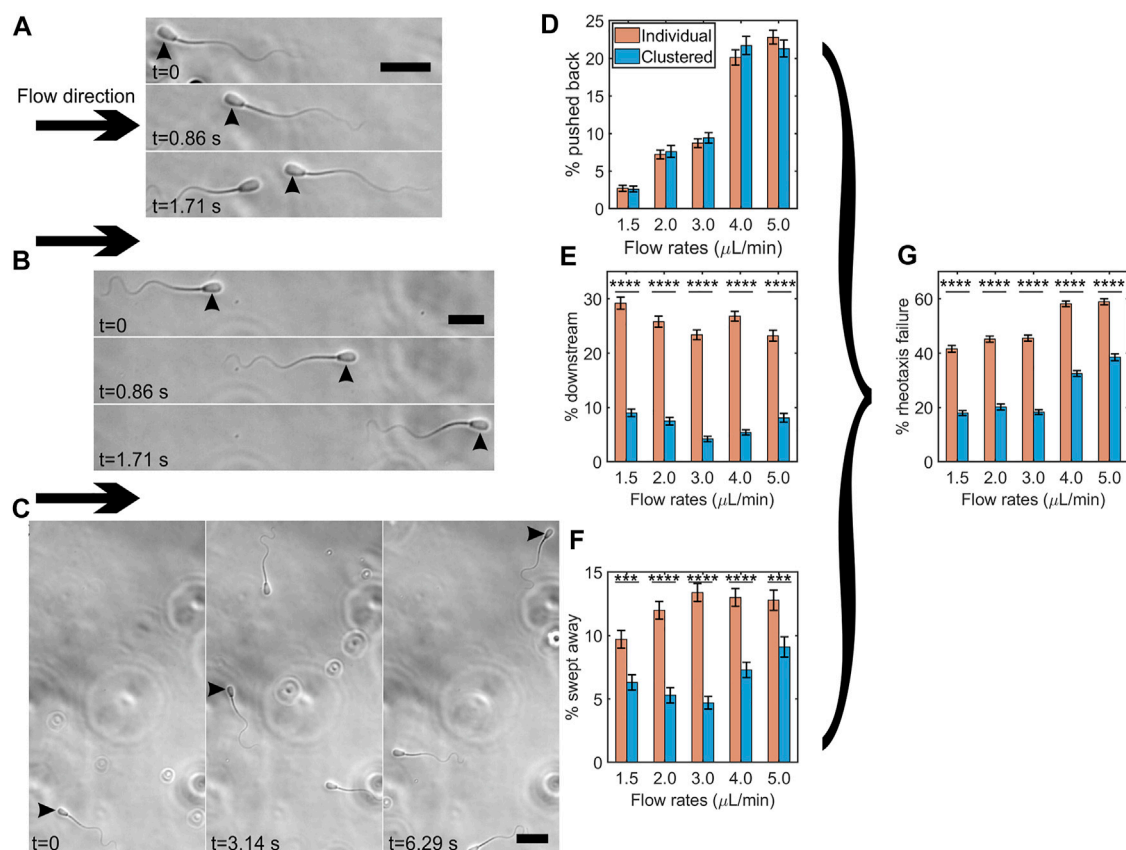 A
t=0
Flow direction
t=0.86 s
t=1.71 s
B
t=0
t=0.86 s
t=1.71 s
C
t=0
t=3.14 s
t=6.29 s
D
Individual
Clustered
% pushed back
25
20
15
10
5
0
1.5 2.0 3.0 4.0 5.0
Flow rates (μL/min)
E
**** **** **** **** ****
% downstream
30
20
10
0
1.5 2.0 3.0 4.0 5.0
Flow rates (μL/min)
F
*** **** **** **** ***
% swept away
15
10
5
0
1.5 2.0 3.0 4.0 5.0
Flow rates (μL/min)
G
**** **** **** **** ****
% rheotaxis failure
60
40
20
0
1.5 2.0 3.0 4.0 5.0
Flow rates (μL/min)